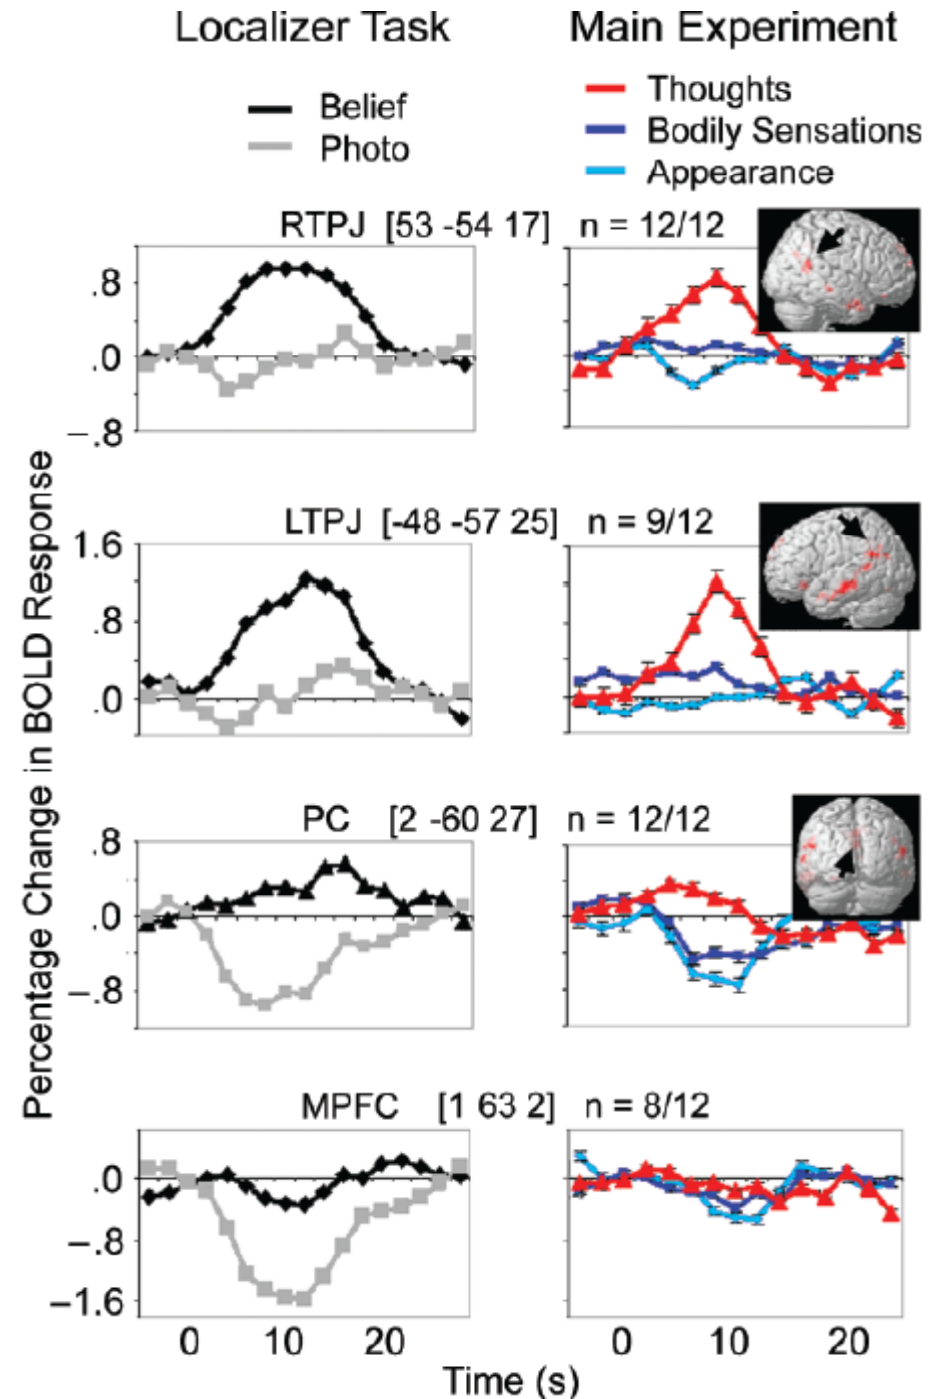 Localizer Task
Main Experiment
Belief
Photo
Thoughts
Bodily Sensations
Appearance
Percentage Change in BOLD Response
RTPJ [53 -54 17] n = 12/12
.8
.0
–.8
LTPJ [-48 -57 25] n = 9/12
1.6
.8
.0
PC [2 -60 27] n = 12/12
.8
.0
–.8
MPFC [1 63 2] n = 8/12
.0
–.8
–1.6
0 10 20 0 10 20
Time (s)